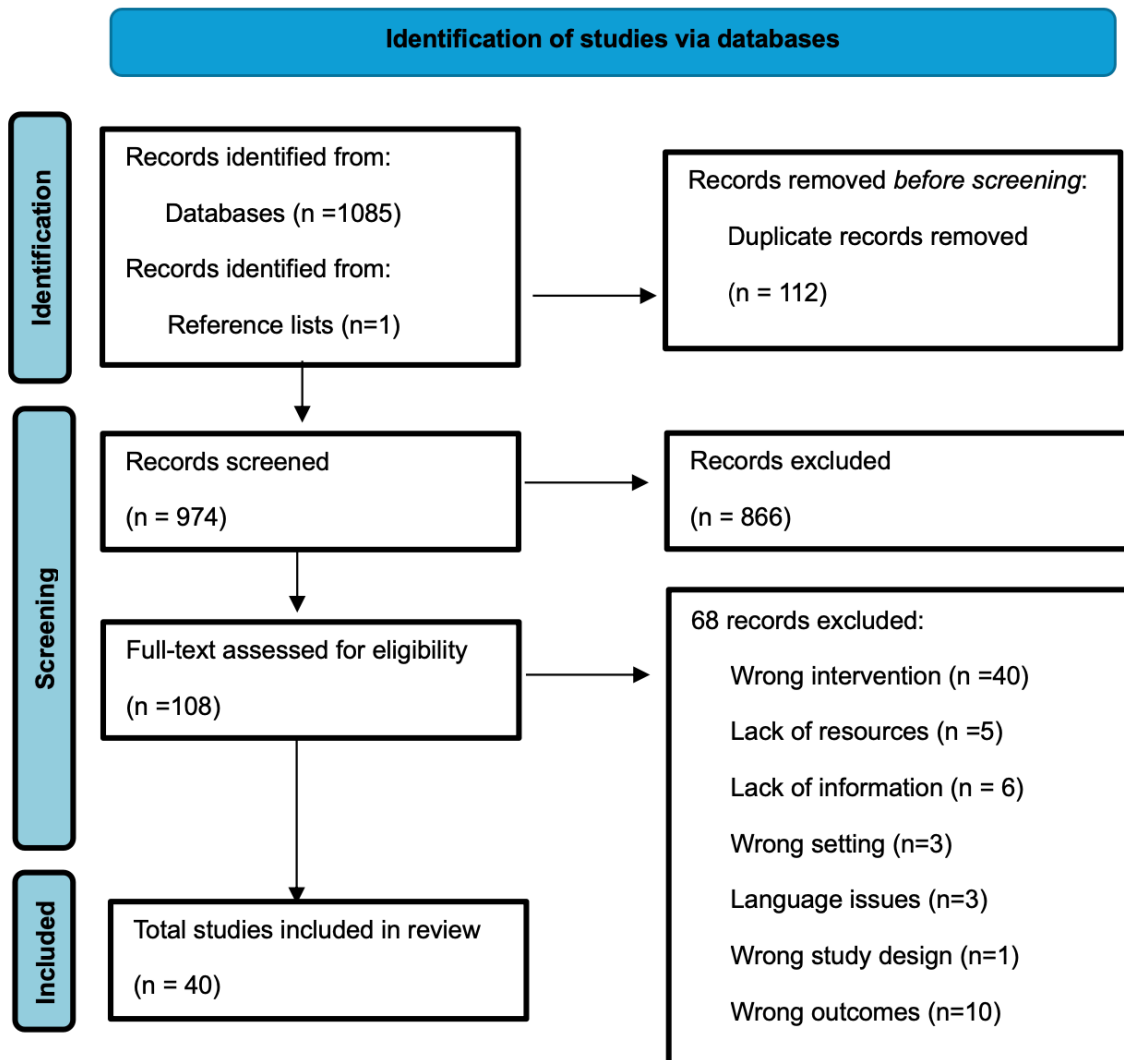 Identification of studies via databases
Identification
Records identified from:
Databases (n =1085)
Records identified from:
Reference lists (n=1)
Records removed before screening:
Duplicate records removed
(n = 112)
Screening
Records screened
(n = 974)
Records excluded
(n = 866)
Full-text assessed for eligibility
(n =108)
68 records excluded:
Wrong intervention (n =40)
Lack of resources (n =5)
Lack of information (n = 6)
Wrong setting (n=3)
Language issues (n=3)
Wrong study design (n=1)
Wrong outcomes (n=10)
Included
Total studies included in review
(n = 40)